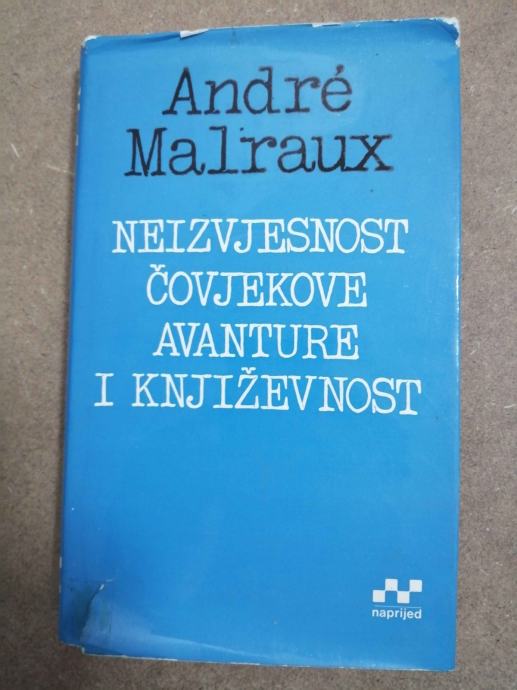 André
Malraux
NEIZVJESNOST
ČOVJEKOVE
AVANTURE
I KNJIŽEVNOST
naprijed